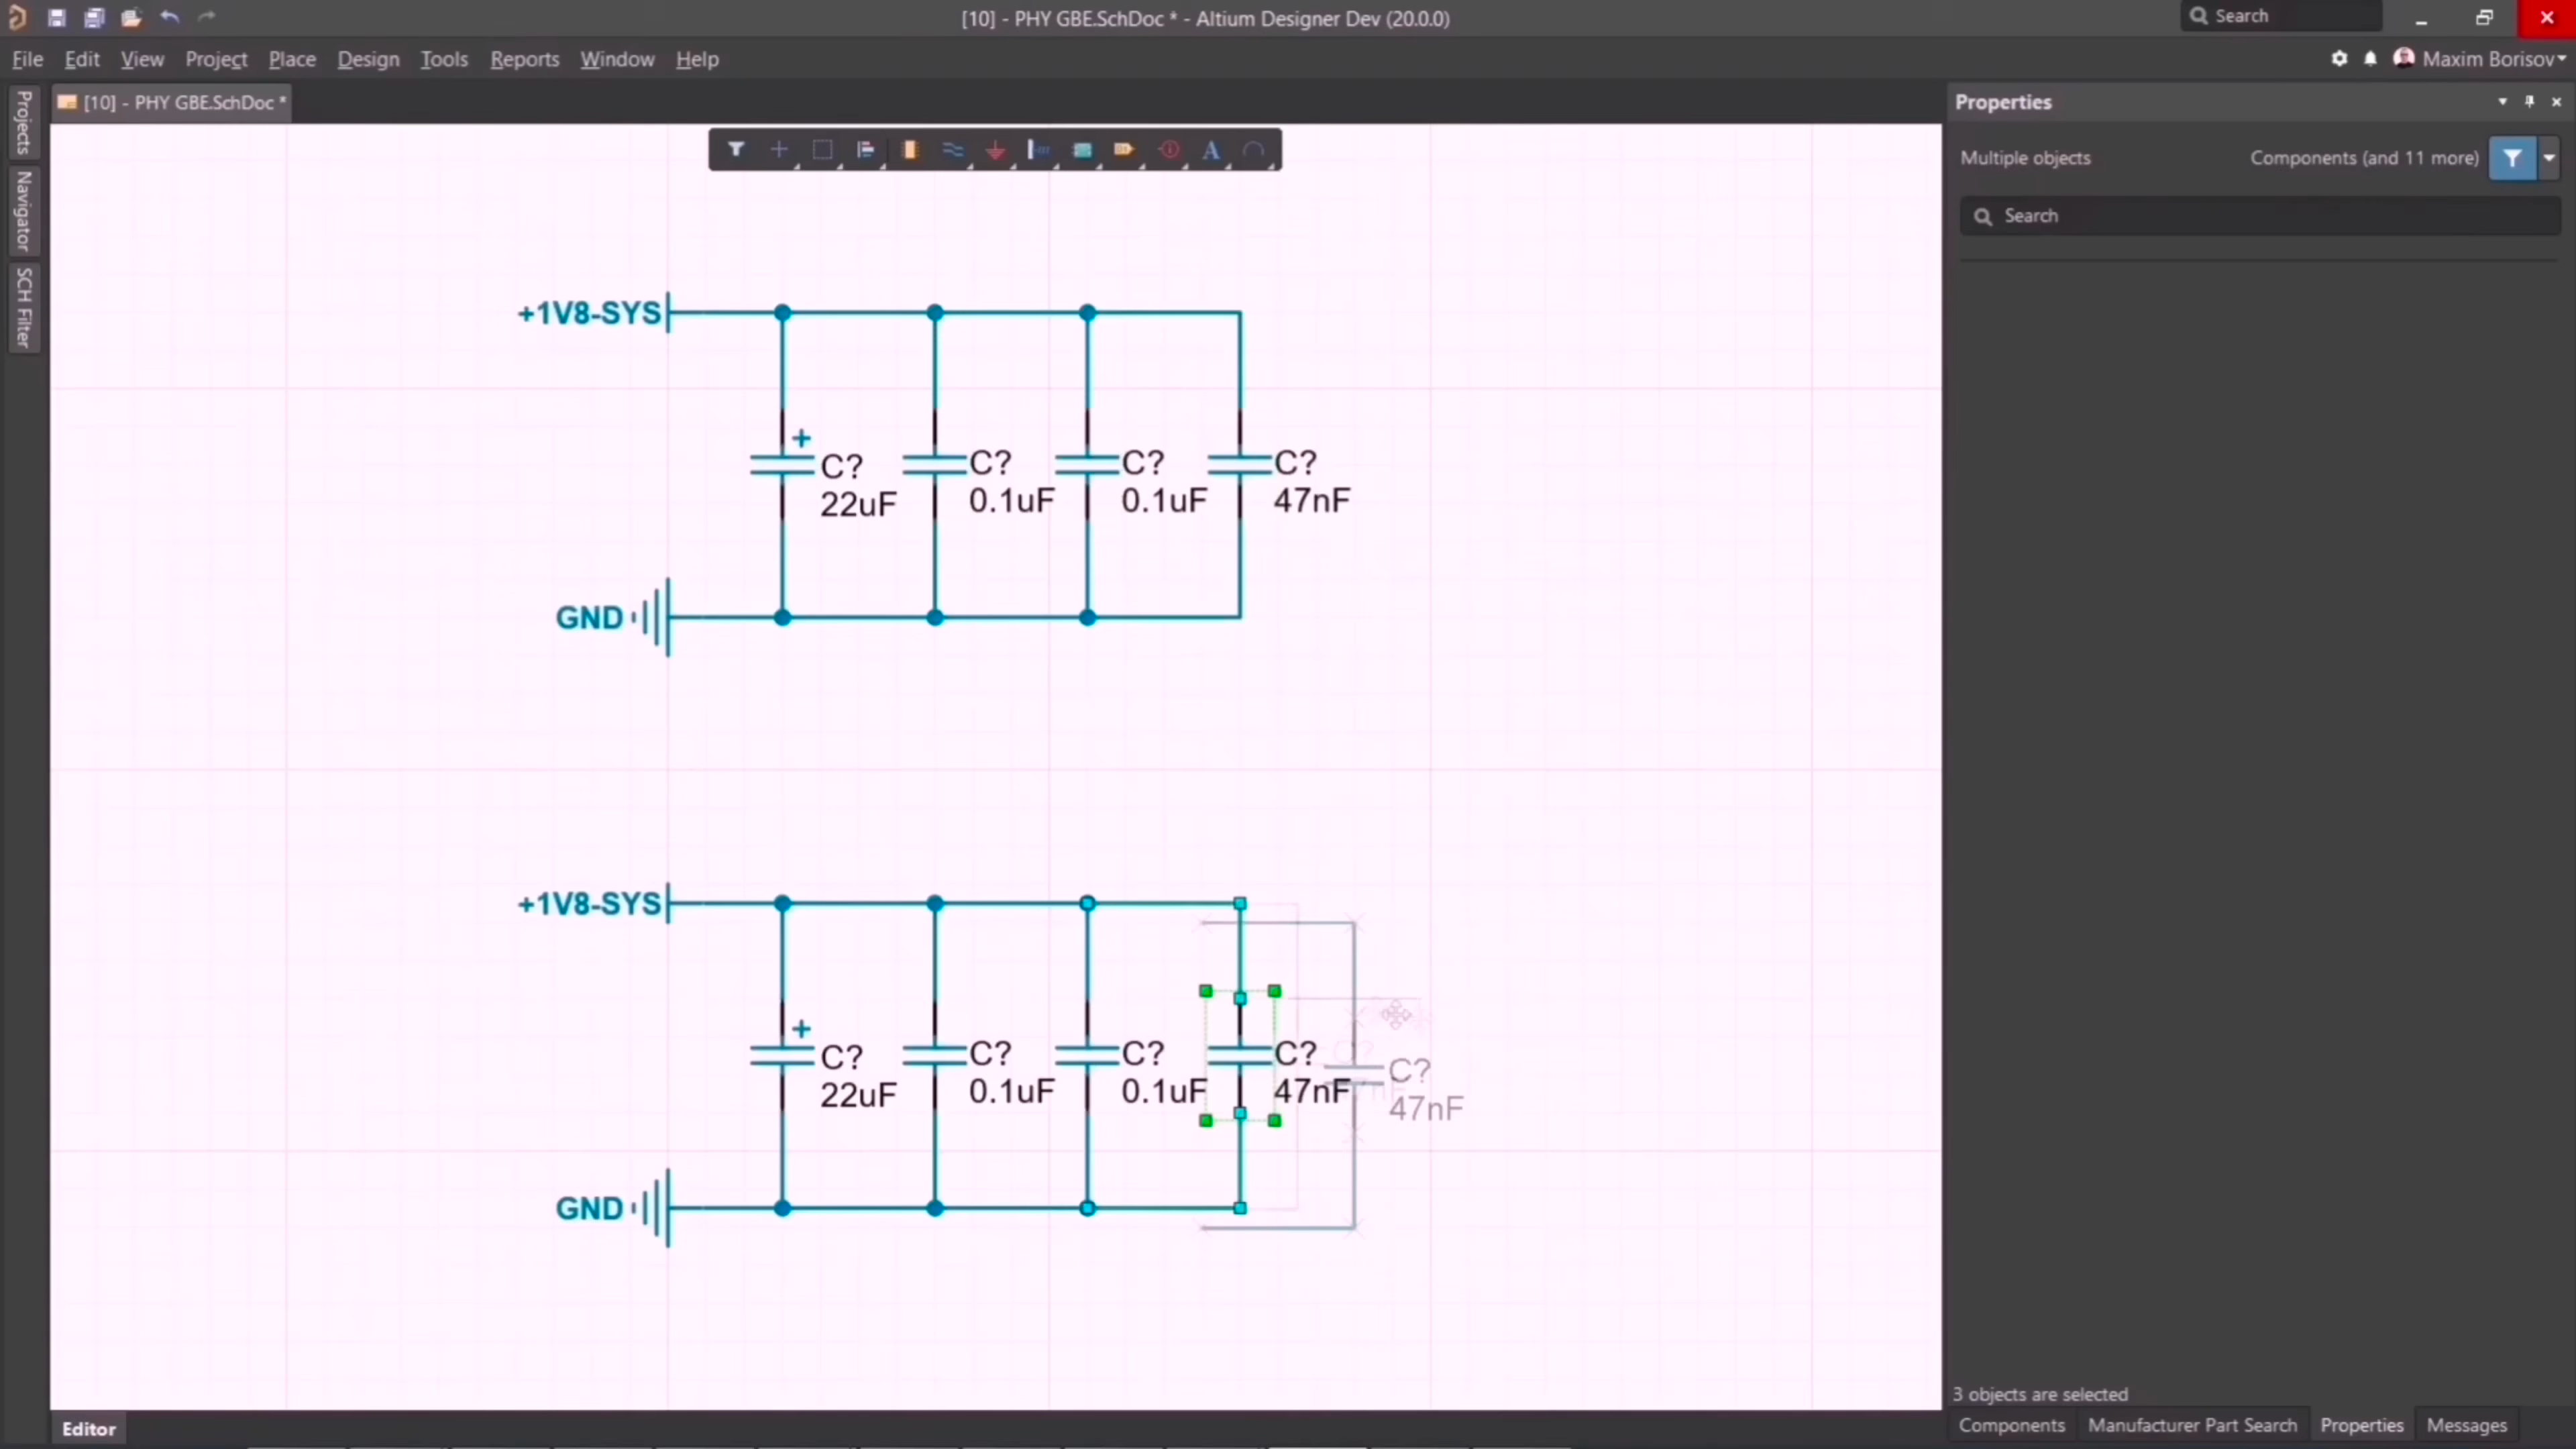 [10] - PHY GBE.SchDoc * - Altium Designer Dev (20.0.0)
Search
File Edit View Project Place Design Tools Reports Window Help
Maxim Borisov
[10] - PHY GBE.SchDoc *
Projects
Navigator
SCH Filter
Properties
Multiple objects
Components (and 11 more)
Search
+1V8-SYS
+
C?
22uF
C?
0.1uF
C?
0.1uF
C?
47nF
GND
+1V8-SYS
+
C?
22uF
C?
0.1uF
C?
0.1uF
C?
47nF
C?
47nF
GND
3 objects are selected
Editor
Components Manufacturer Part Search Properties Messages